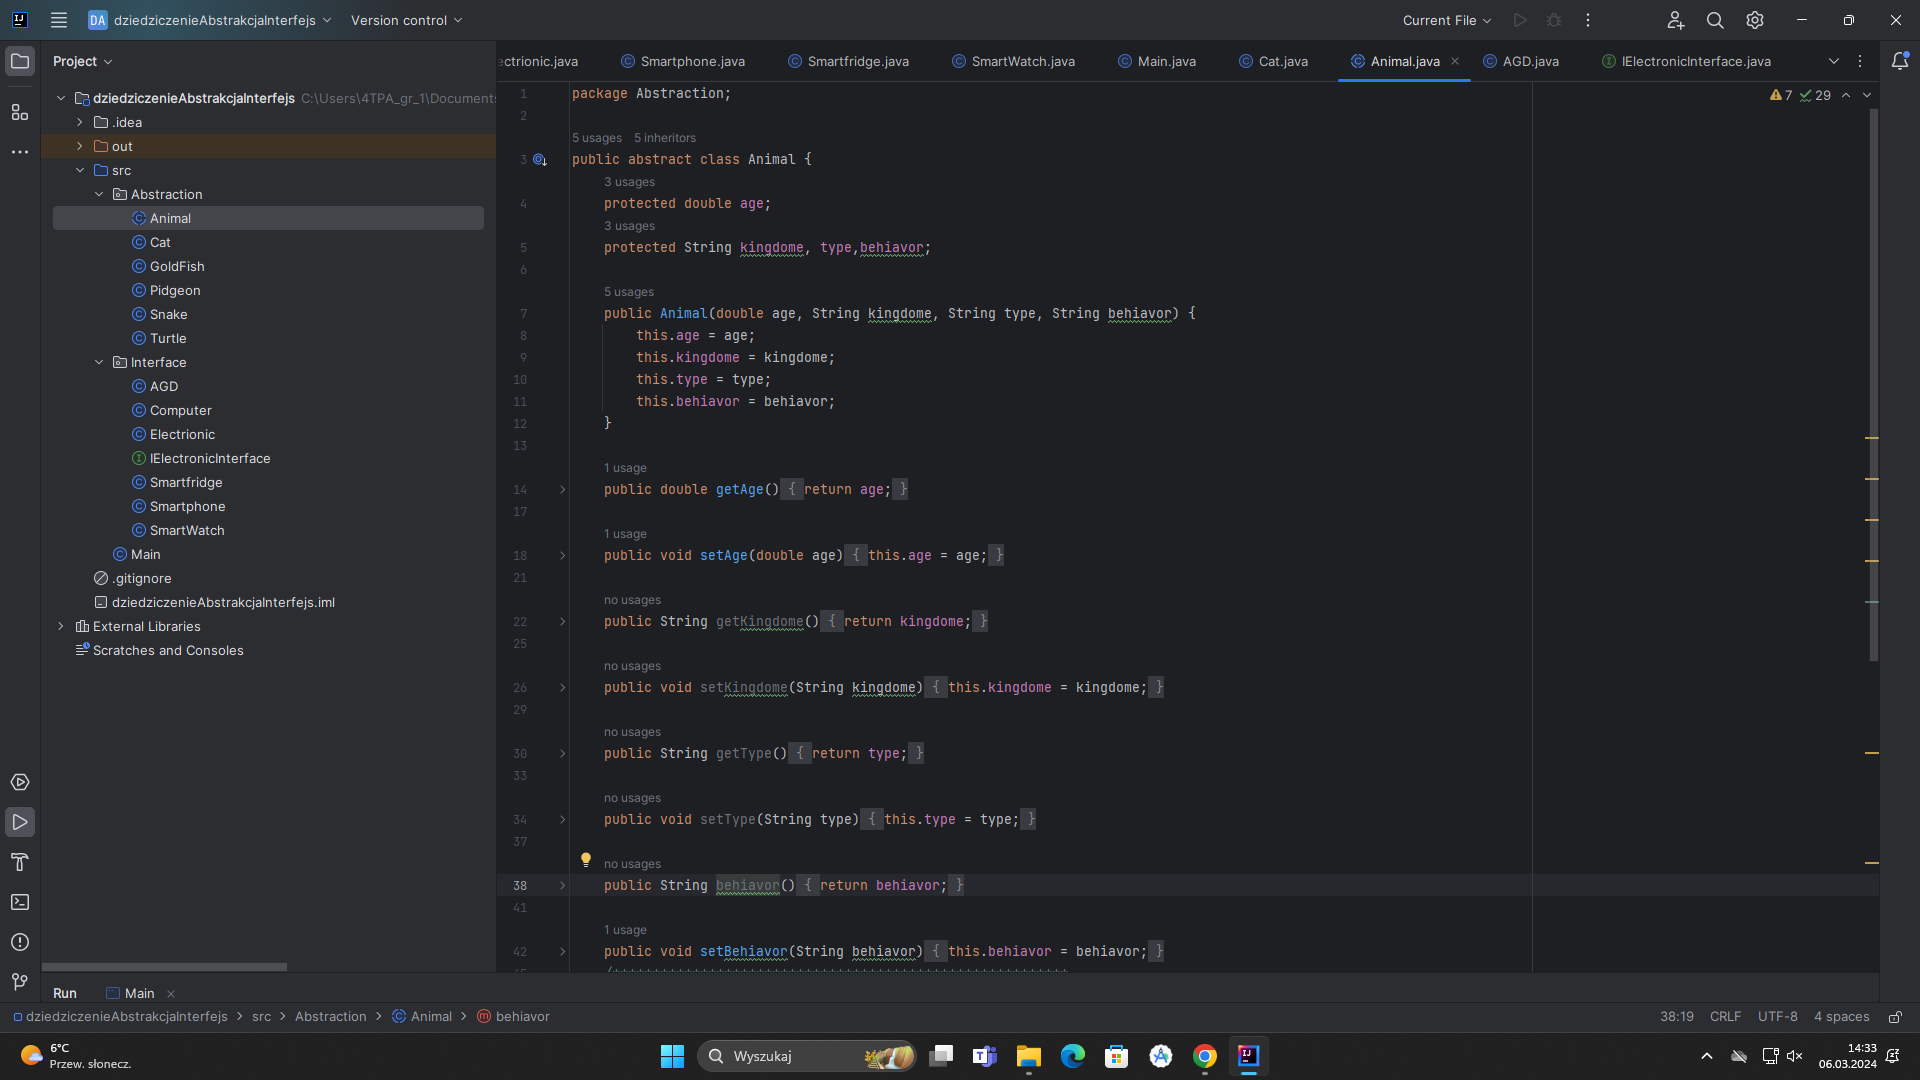 DA dziedziczenieAbstrakcjaInterfejs Version control Current File
Project
ectrionic.java Smartphone.java Smartfridge.java SmartWatch.java Main.java Cat.java Animal.java AGD.java IElectronicInterface.java
dziedziczenieAbstrakcjaInterfejs C:\Users\4TPA_gr_1\Document
.idea
out
src
Abstraction
Animal
Cat
GoldFish
Pidgeon
Snake
Turtle
Interface
AGD
Computer
Electrionic
IElectronicInterface
Smartfridge
Smartphone
SmartWatch
Main
.gitignore
dziedziczenieAbstrakcjaInterfejs.iml
External Libraries
Scratches and Consoles
7 29
1 package Abstraction;
2
5 usages 5 inheritors
3 public abstract class Animal {
3 usages
4 protected double age;
3 usages
5 protected String kingdome, type,behiavor;
6
5 usages
7 public Animal(double age, String kingdome, String type, String behiavor) {
8 this.age = age;
9 this.kingdome = kingdome;
10 this.type = type;
11 this.behiavor = behiavor;
12 }
13
1 usage
14 public double getAge() { return age; }
17
1 usage
18 public void setAge(double age) { this.age = age; }
21
no usages
22 public String getKingdome() { return kingdome; }
25
no usages
26 public void setKingdome(String kingdome) { this.kingdome = kingdome; }
29
no usages
30 public String getType() { return type; }
33
no usages
34 public void setType(String type) { this.type = type; }
37
no usages
38 public String behiavor() { return behiavor; }
41
1 usage
42 public void setBehiavor(String behiavor) { this.behiavor = behiavor; }
Run Main
dziedziczenieAbstrakcjaInterfejs > src > Abstraction > Animal > behiavor 38:19 CRLF UTF-8 4 spaces
6°C
Przew. słonecz.
Wyszukaj
14:33
06.03.2024